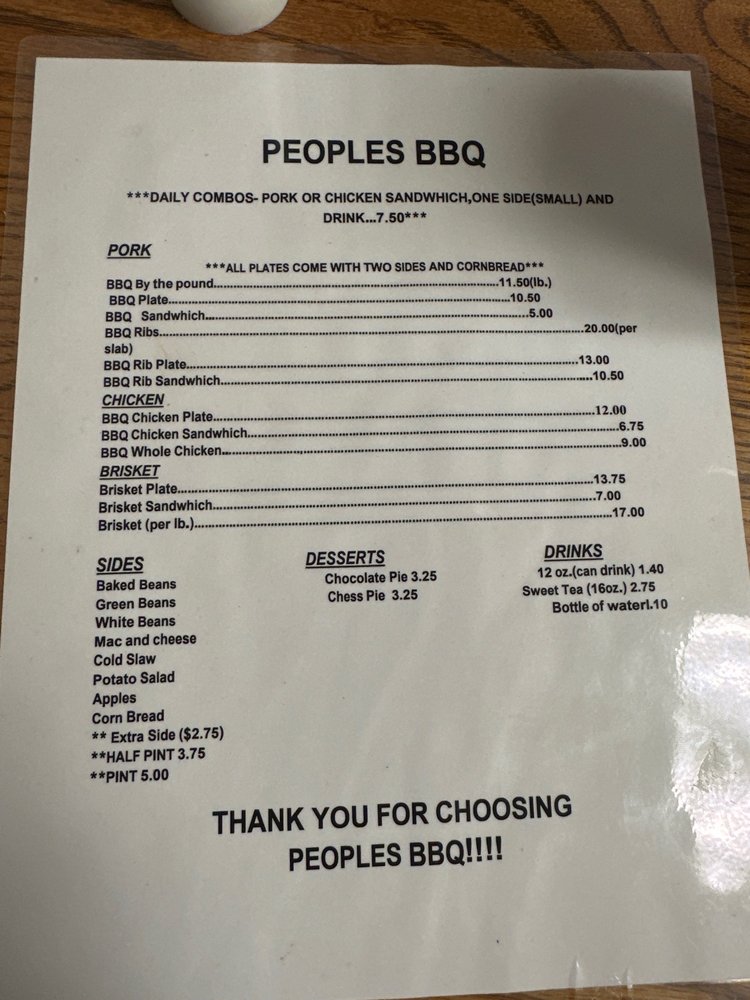 PEOPLES BBQ
***DAILY COMBOS- PORK OR CHICKEN SANDWHICH,ONE SIDE(SMALL) AND
DRINK...7.50***
PORK
***ALL PLATES COME WITH TWO SIDES AND CORNBREAD***
BBQ By the pound...11.50(lb.)
BBQ Plate...10.50
BBQ Sandwhich...5.00
BBQ Ribs...20.00(per
slab)
BBQ Rib Plate...13.00
BBQ Rib Sandwhich...10.50
CHICKEN
BBQ Chicken Plate...12.00
BBQ Chicken Sandwhich...6.75
BBQ Whole Chicken...9.00
BRISKET
Brisket Plate...13.75
Brisket Sandwhich...7.00
Brisket (per lb.)...17.00
SIDES
Baked Beans
Green Beans
White Beans
Mac and cheese
Cold Slaw
Potato Salad
Apples
Corn Bread
** Extra Side ($2.75)
**HALF PINT 3.75
**PINT 5.00
DESSERTS
Chocolate Pie 3.25
Chess Pie 3.25
DRINKS
12 oz.(can drink) 1.40
Sweet Tea (16oz.) 2.75
Bottle of waterl.10
THANK YOU FOR CHOOSING
PEOPLES BBQ!!!!